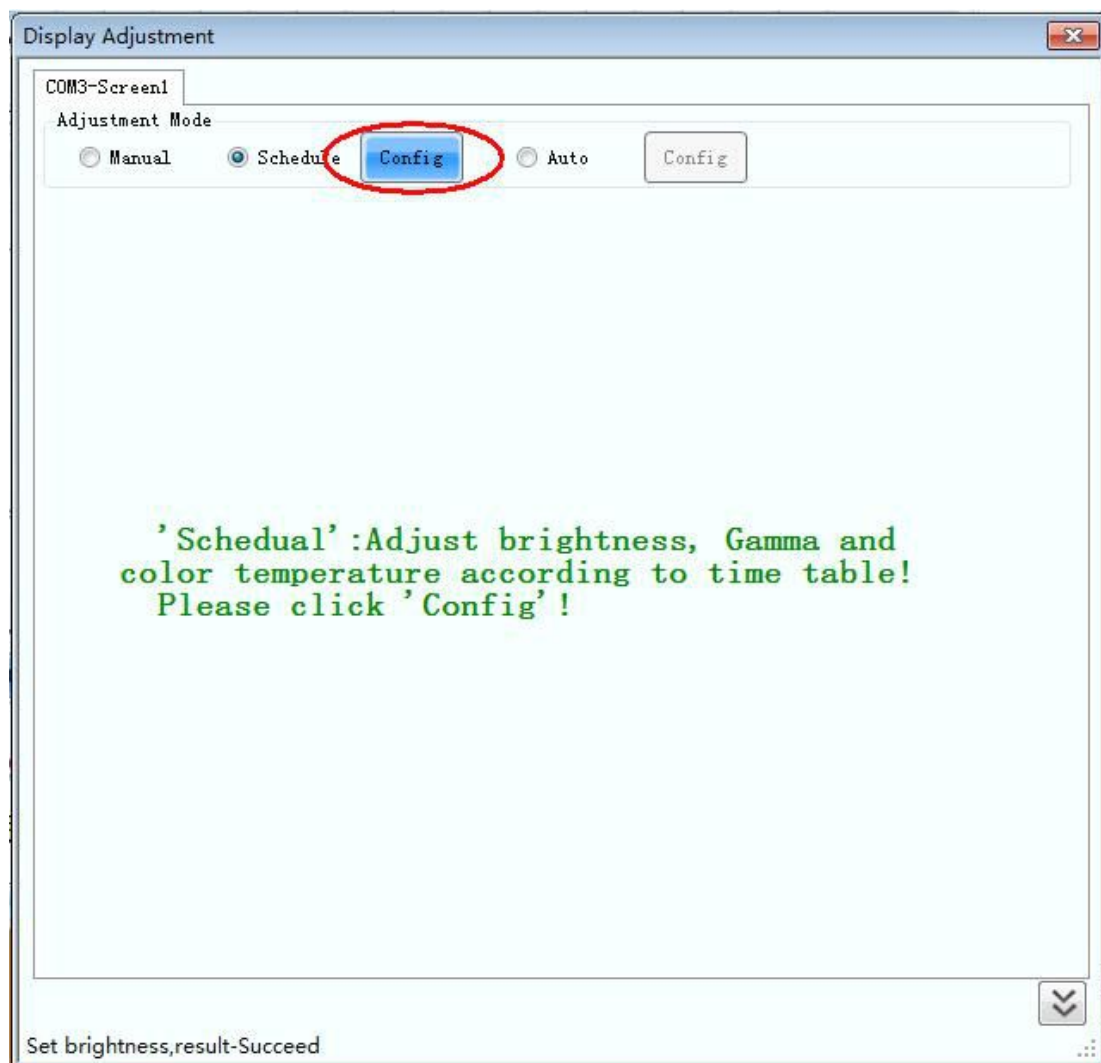 Display Adjustment
COM3-Screen1
Adjustment Mode
Manual Schedule Config Auto Config
'Schedual':Adjust brightness, Gamma and
color temperature according to time table!
Please click 'Config'!
Set brightness,result-Succeed